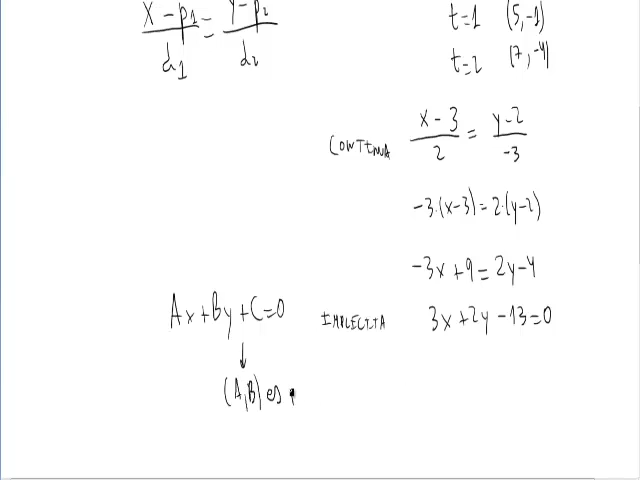 x-p1/d1 = y-p2/d2
t=1 (5,-1)
t=2 (7,-4)
CONTINUA x-3/2 = y-2/-3
-3·(x-3)=2·(y-2)
-3x+9=2y-4
Ax+By+C=0 IMPLÍCITA 3x+2y-13=0
↓
(A,B) es